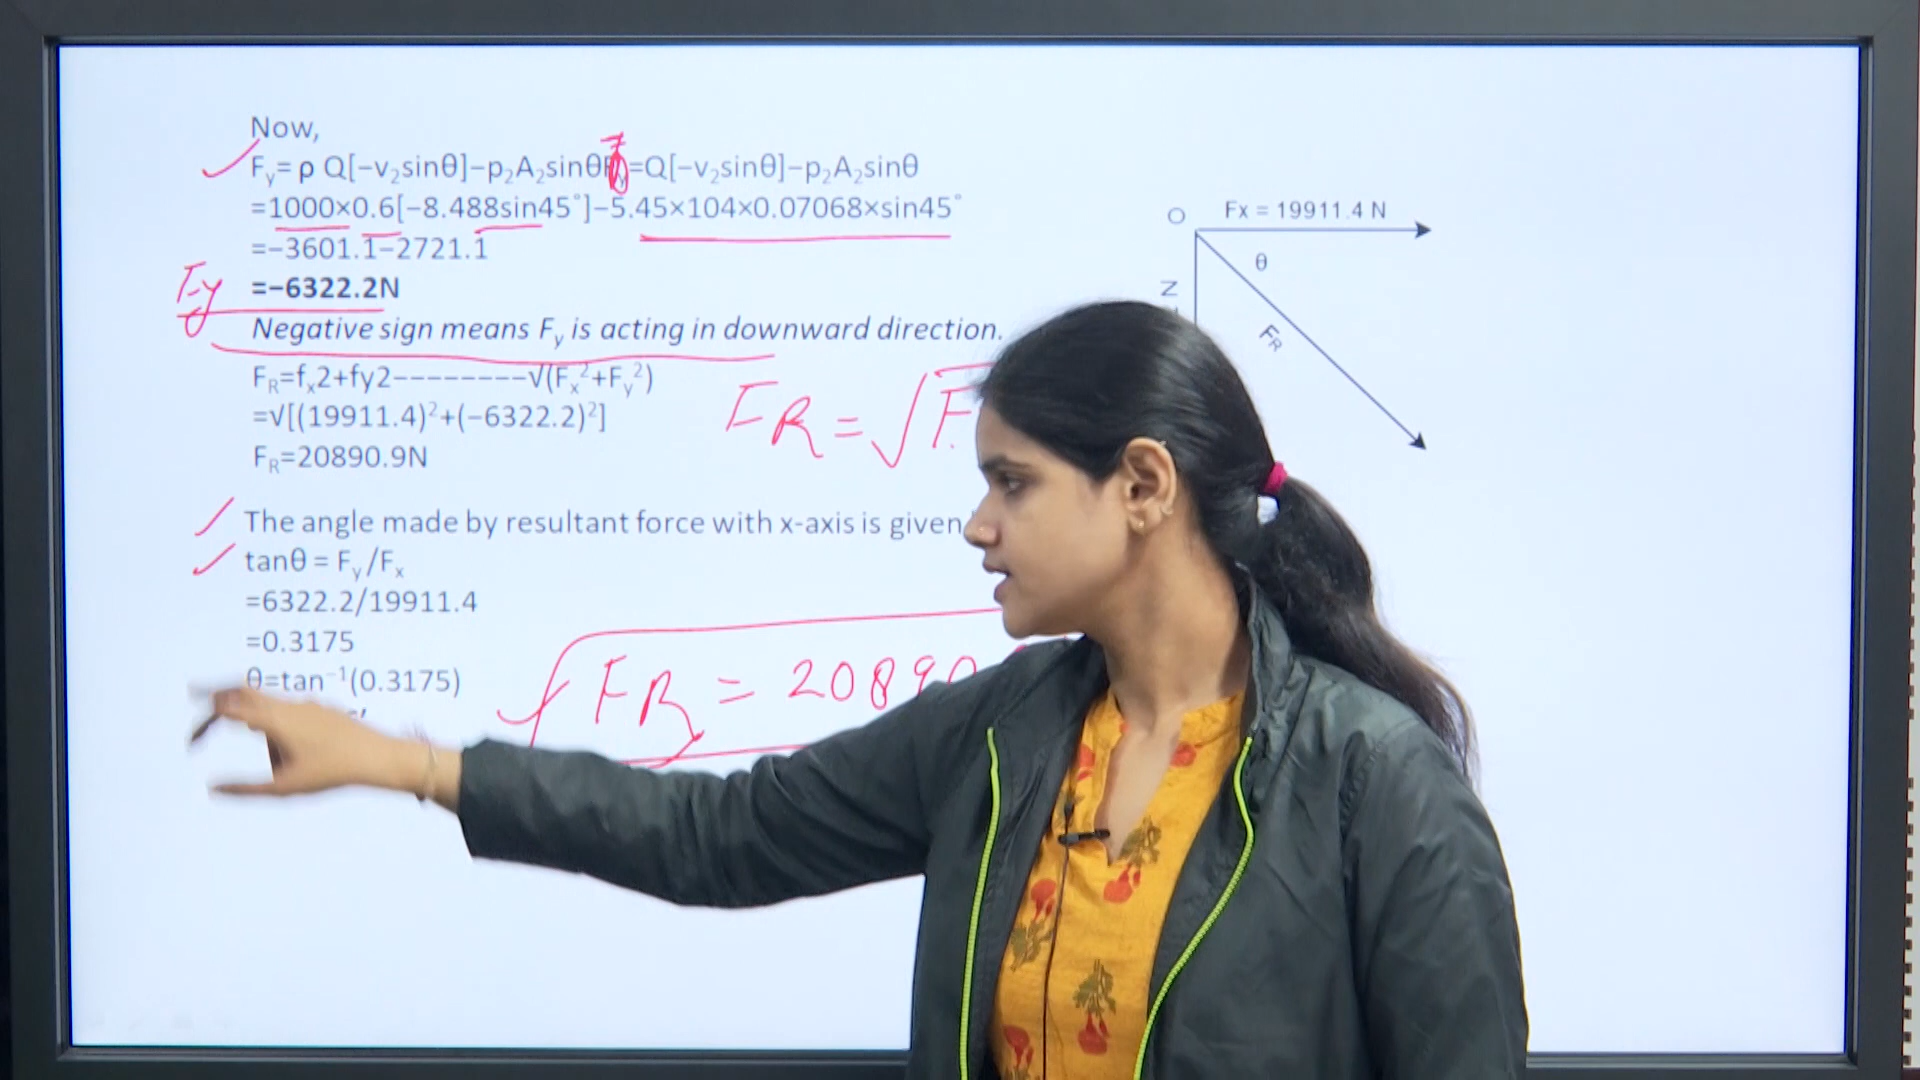 Now,
Fy= ρ Q[−v₂sinθ]−p₂A₂sinθFy=Q[−v₂sinθ]−p₂A₂sinθ
=1000×0.6[−8.488sin45˚]−5.45×104×0.07068×sin45˚
=−3601.1−2721.1
Fy =−6322.2N
Negative sign means Fy is acting in downward direction.
FR=fx2+fy2---------√(Fx²+Fy²)
=√[(19911.4)²+(−6322.2)²]
FR=20890.9N
FR = √F
The angle made by resultant force with x-axis is given
tanθ = Fy/Fx
=6322.2/19911.4
=0.3175
θ=tan⁻¹(0.3175)
FR = 20890
O Fx = 19911.4 N
θ
N
FR